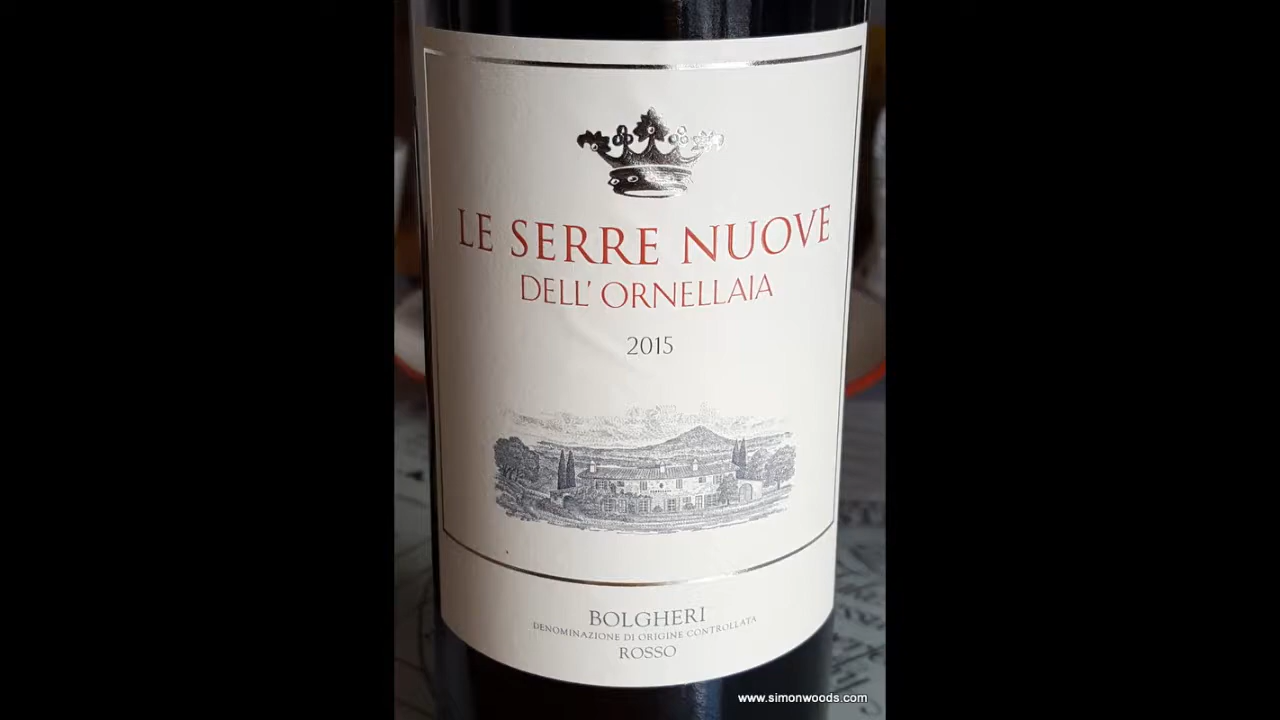 LE SERRE NUOVE
DELL' ORNELLAIA
2015
BOLGHERI
DENOMINAZIONE DI ORIGINE CONTROLLATA
ROSSO
www.simonwoods.com